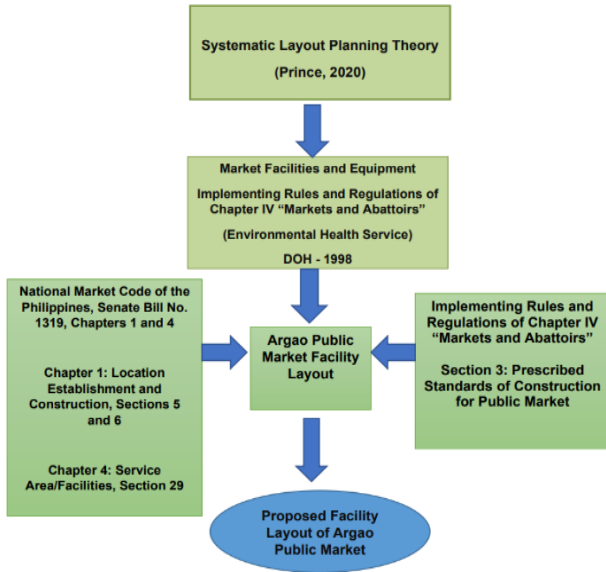 Systematic Layout Planning Theory
(Prince, 2020)
Market Facilities and Equipment
Implementing Rules and Regulations of
Chapter IV “Markets and Abattoirs”
(Environmental Health Service)
DOH - 1998
National Market Code of the
Philippines, Senate Bill No.
1319, Chapters 1 and 4
Chapter 1: Location
Establishment and
Construction, Sections 5
and 6
Chapter 4: Service
Area/Facilities, Section 29
Argao Public
Market Facility
Layout
Implementing Rules and
Regulations of Chapter IV
“Markets and Abattoirs”
Section 3: Prescribed
Standards of Construction
for Public Market
Proposed Facility
Layout of Argao
Public Market